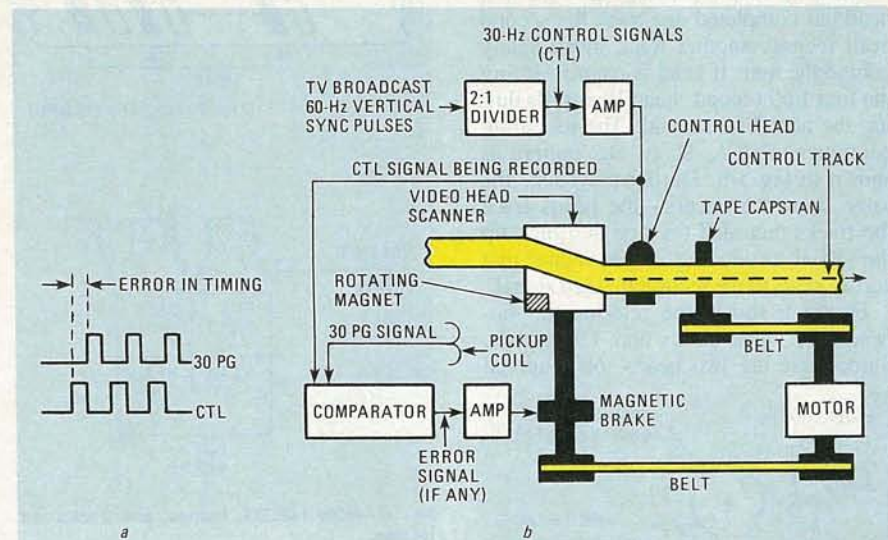 30-Hz CONTROL SIGNALS
(CTL)
TV BROADCAST
60-Hz VERTICAL
SYNC PULSES
2:1
DIVIDER
AMP
CONTROL HEAD
CONTROL TRACK
CTL SIGNAL BEING RECORDED
VIDEO HEAD
SCANNER
TAPE CAPSTAN
ERROR IN TIMING
ROTATING
MAGNET
30 PG SIGNAL
PICKUP
COIL
BELT
30 PG
CTL
COMPARATOR
AMP
MAGNETIC
BRAKE
MOTOR
ERROR
SIGNAL
(IF ANY)
BELT
a
b